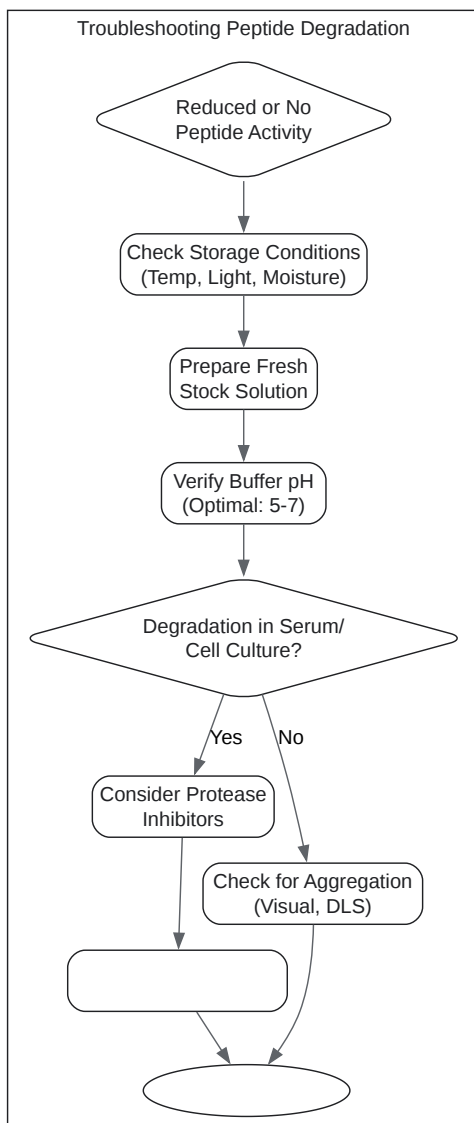 Troubleshooting Peptide Degradation
Reduced or No
Peptide Activity
Check Storage Conditions
(Temp, Light, Moisture)
Prepare Fresh
Stock Solution
Verify Buffer pH
(Optimal: 5-7)
Degradation in Serum/
Cell Culture?
Yes
No
Consider Protease
Inhibitors
Check for Aggregation
(Visual, DLS)